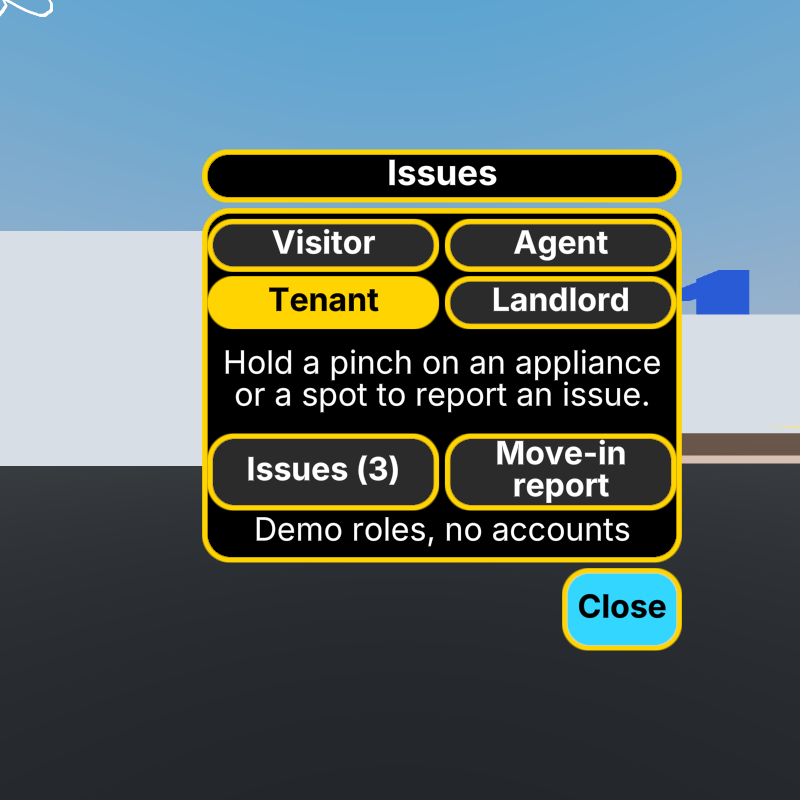 Issues
Visitor
Agent
Tenant
Landlord
Hold a pinch on an appliance
or a spot to report an issue.
Issues (3)
Move-in
report
Demo roles, no accounts
Close
1